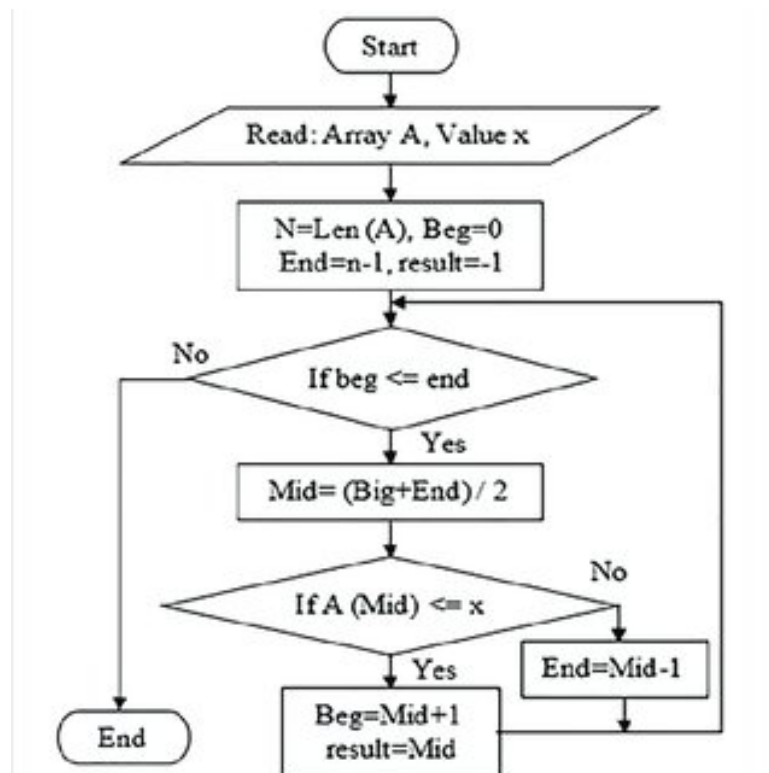 Start
Read: Array A, Value x
N=Len (A), Beg=0
End=n-1, result=-1
If beg <= end
No
Yes
Mid= (Big+End) / 2
If A (Mid) <= x
No
Yes
End=Mid-1
Beg=Mid+1
result=Mid
End